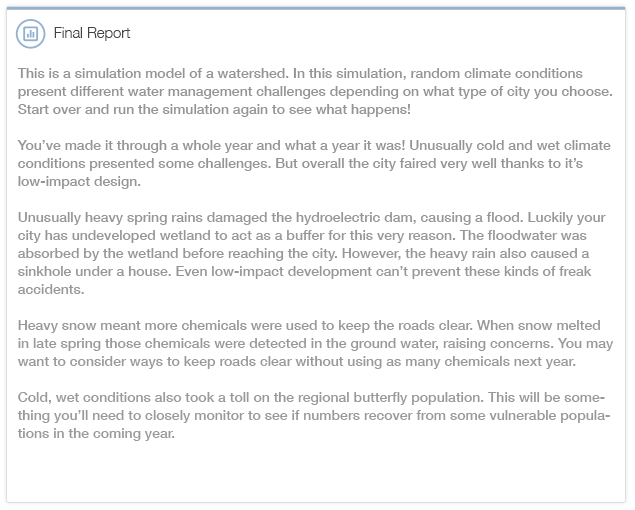 Final Report
This is a simulation model of a watershed. In this simulation, random climate conditions
present different water management challenges depending on what type of city you choose.
Start over and run the simulation again to see what happens!
You've made it through a whole year and what a year it was! Unusually cold and wet climate
conditions presented some challenges. But overall the city faired very well thanks to it's
low-impact design.
Unusually heavy spring rains damaged the hydroelectric dam, causing a flood. Luckily your
city has undeveloped wetland to act as a buffer for this very reason. The floodwater was
absorbed by the wetland before reaching the city. However, the heavy rain also caused a
sinkhole under a house. Even low-impact development can't prevent these kinds of freak
accidents.
Heavy snow meant more chemicals were used to keep the roads clear. When snow melted
in late spring those chemicals were detected in the ground water, raising concerns. You may
want to consider ways to keep roads clear without using as many chemicals next year.
Cold, wet conditions also took a toll on the regional butterfly population. This will be some-
thing you'll need to closely monitor to see if numbers recover from some vulnerable popula-
tions in the coming year.